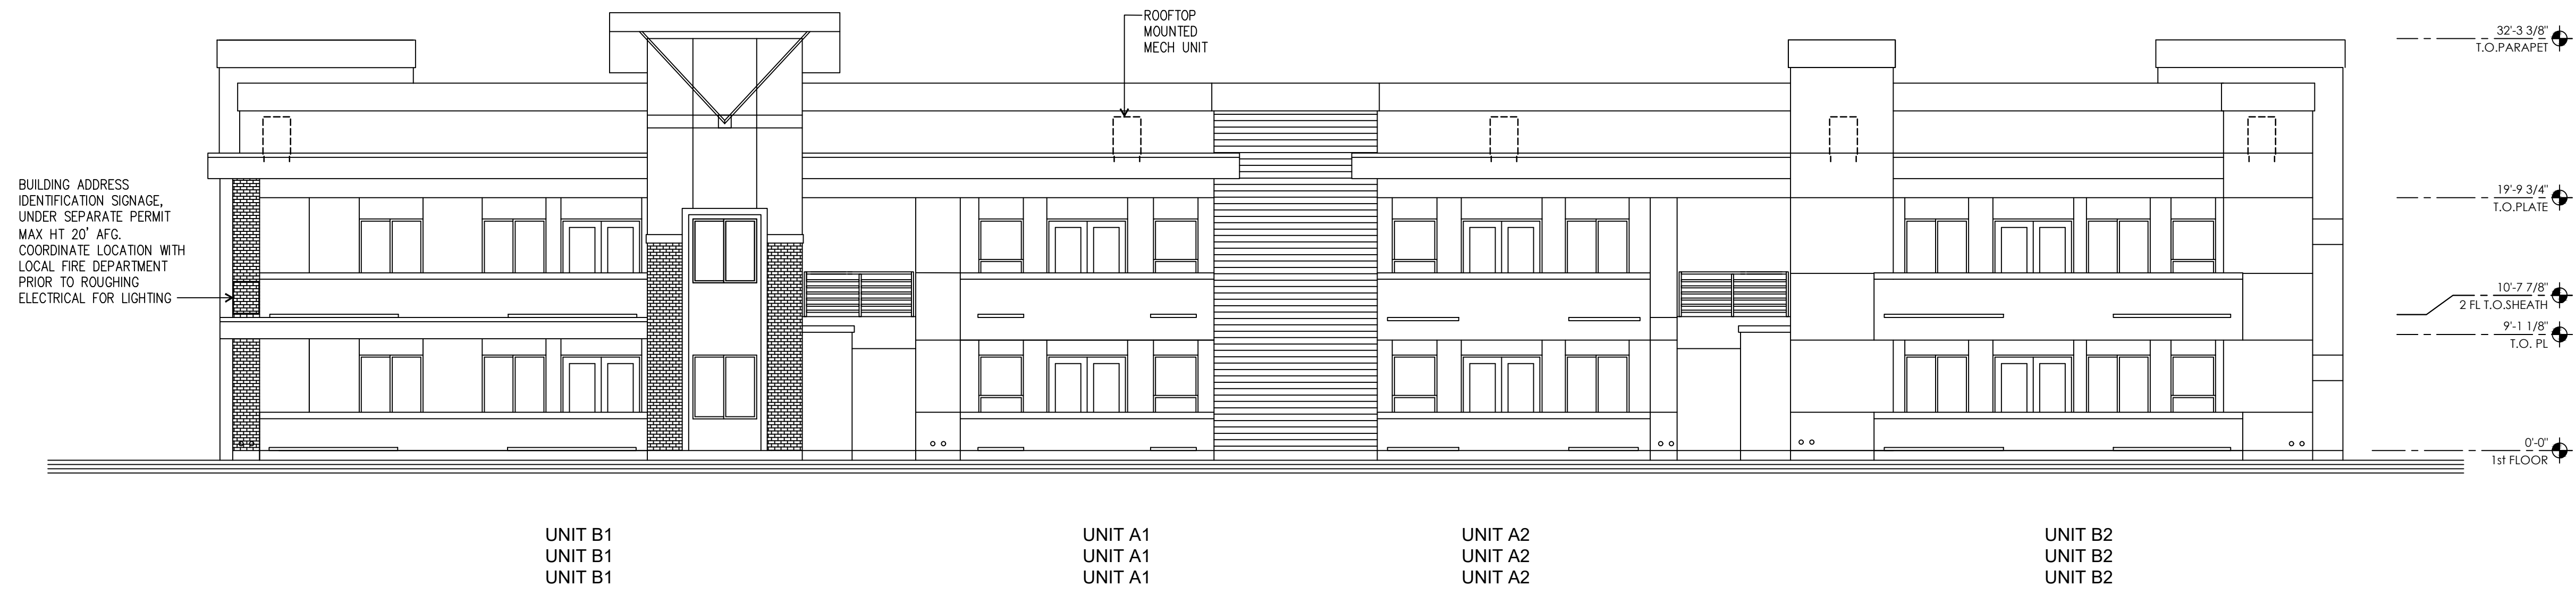 ROOFTOP
MOUNTED
MECH UNIT
32'-3 3/8"
T.O.PARAPET
BUILDING ADDRESS
IDENTIFICATION SIGNAGE,
UNDER SEPARATE PERMIT
MAX HT 20' AFG.
COORDINATE LOCATION WITH
LOCAL FIRE DEPARTMENT
PRIOR TO ROUGHING
ELECTRICAL FOR LIGHTING
19'-9 3/4"
T.O.PLATE
10'-7 7/8"
2 FL T.O.SHEATH
9'-1 1/8"
T.O. PL
0'-0"
1st FLOOR
UNIT B1
UNIT B1
UNIT B1
UNIT A1
UNIT A1
UNIT A1
UNIT A2
UNIT A2
UNIT A2
UNIT B2
UNIT B2
UNIT B2